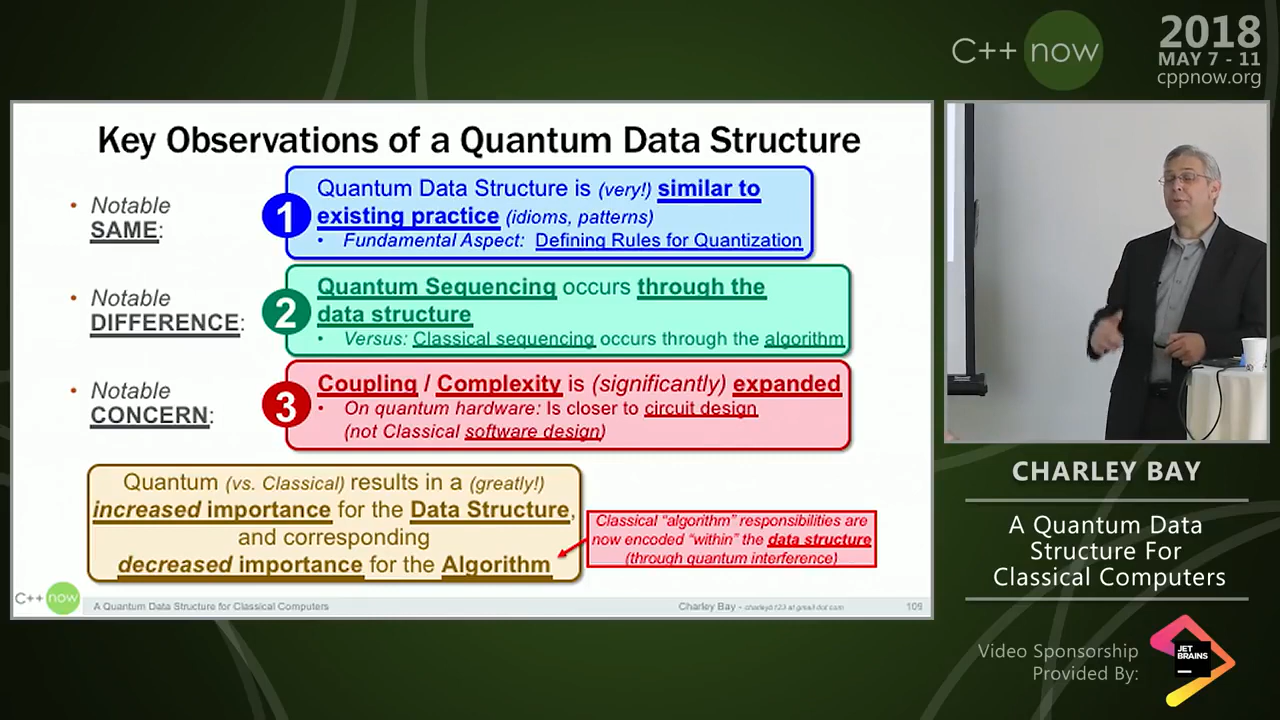 C++ now
2018
MAY 7 - 11
cppnow.org
Key Observations of a Quantum Data Structure
• Notable
SAME:
1
Quantum Data Structure is (very!) similar to
existing practice (idioms, patterns)
• Fundamental Aspect: Defining Rules for Quantization
• Notable
DIFFERENCE:
2
Quantum Sequencing occurs through the
data structure
• Versus: Classical sequencing occurs through the algorithm
• Notable
CONCERN:
3
Coupling / Complexity is (significantly) expanded
• On quantum hardware: Is closer to circuit design
(not Classical software design)
Quantum (vs. Classical) results in a (greatly!)
increased importance for the Data Structure,
and corresponding
decreased importance for the Algorithm
Classical “algorithm” responsibilities are
now encoded “within” the data structure
(through quantum interference)
C++ now
A Quantum Data Structure for Classical Computers
Charley Bay - charleyb123 at gmail dot com
109
CHARLEY BAY
A Quantum Data
Structure For
Classical Computers
Video Sponsorship
Provided By:
JET
BRAINS